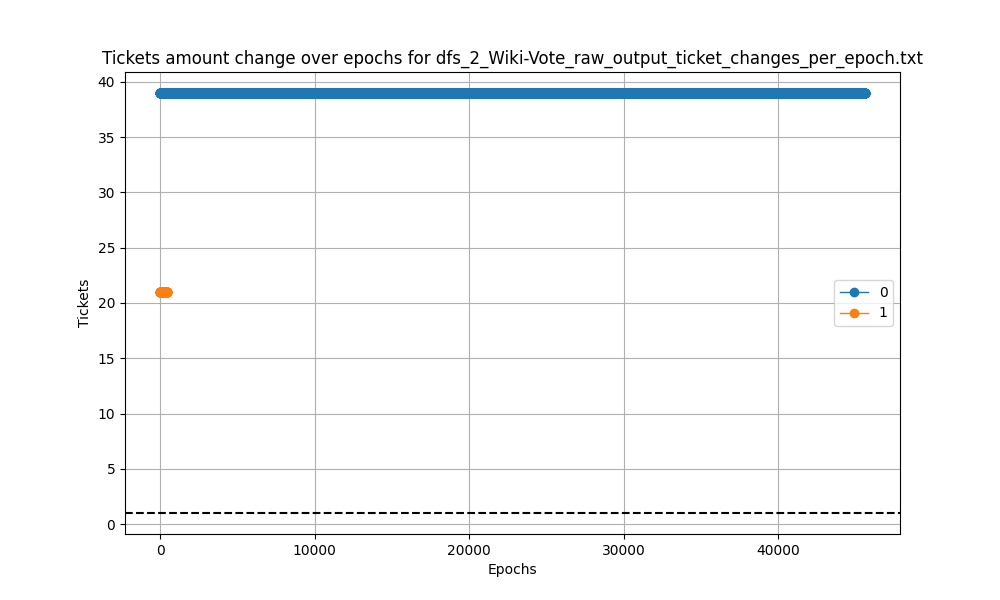 Tickets amount change over epochs for dfs_2_Wiki-Vote_raw_output_ticket_changes_per_epoch.txt
40
35
30
25
20
15
10
5
0
Tickets
0
1
0 10000 20000 30000 40000
Epochs